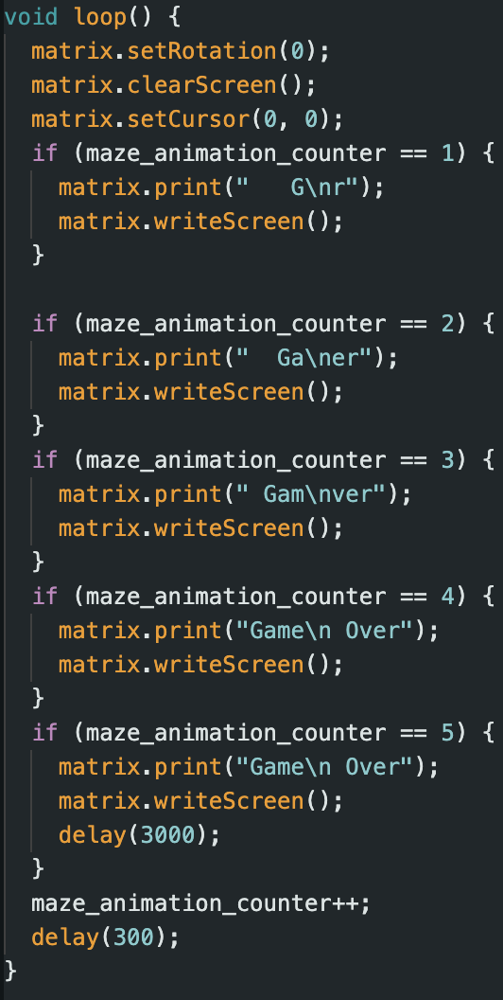 void loop() {
  matrix.setRotation(0);
  matrix.clearScreen();
  matrix.setCursor(0, 0);
  if (maze_animation_counter == 1) {
    matrix.print("   G\nr");
    matrix.writeScreen();
  }

  if (maze_animation_counter == 2) {
    matrix.print("  Ga\ner");
    matrix.writeScreen();
  }
  if (maze_animation_counter == 3) {
    matrix.print(" Gam\nver");
    matrix.writeScreen();
  }
  if (maze_animation_counter == 4) {
    matrix.print("Game\n Over");
    matrix.writeScreen();
  }
  if (maze_animation_counter == 5) {
    matrix.print("Game\n Over");
    matrix.writeScreen();
    delay(3000);
  }
  maze_animation_counter++;
  delay(300);
}